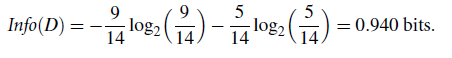 Info(D) = −9/14 log₂(9/14) − 5/14 log₂(5/14) = 0.940 bits.